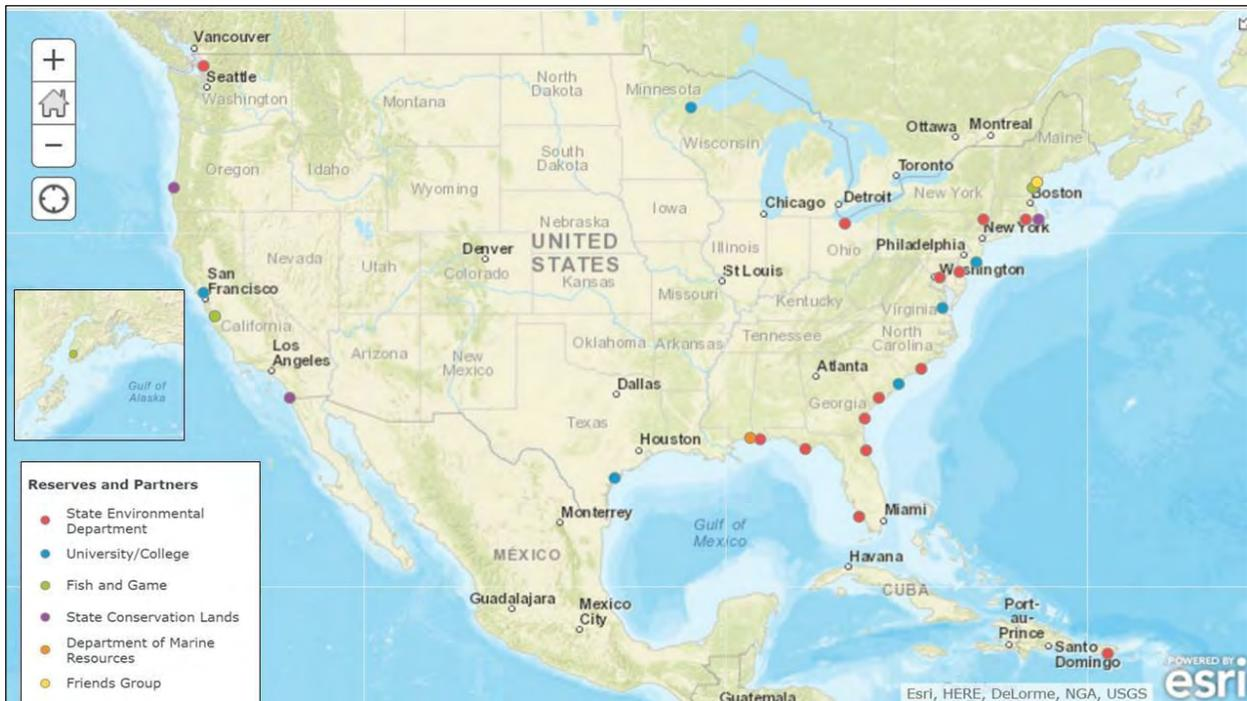 Vancouver
+
Seattle
Washington
Montana
North
Dakota
Minnesota
Ottawa
Montreal
Maine
−
Oregon
Idaho
South
Dakota
Wisconsin
Toronto
Wyoming
New York
Boston
Chicago
Detroit
Iowa
Nebraska
New York
UNITED
STATES
Nevada
Utah
Denver
Colorado
Kansas
Illinois
Ohio
Philadelphia
St Louis
Washington
San
Francisco
Missouri
Kentucky
Virginia
California
Tennessee
North
Carolina
Los
Angeles
Arizona
New
Mexico
Oklahoma
Arkansas
Atlanta
Gulf of
Alaska
Dallas
Georgia
Texas
Houston
Reserves and Partners
State Environmental
Department
University/College
Fish and Game
State Conservation Lands
Department of Marine
Resources
Friends Group
Monterrey
Miami
Gulf of
Mexico
MÉXICO
Havana
CUBA
Guadalajara
Mexico
City
Port-
au-
Prince
Santo
Domingo
POWERED BY
esri
Guatemala
Esri, HERE, DeLorme, NGA, USGS